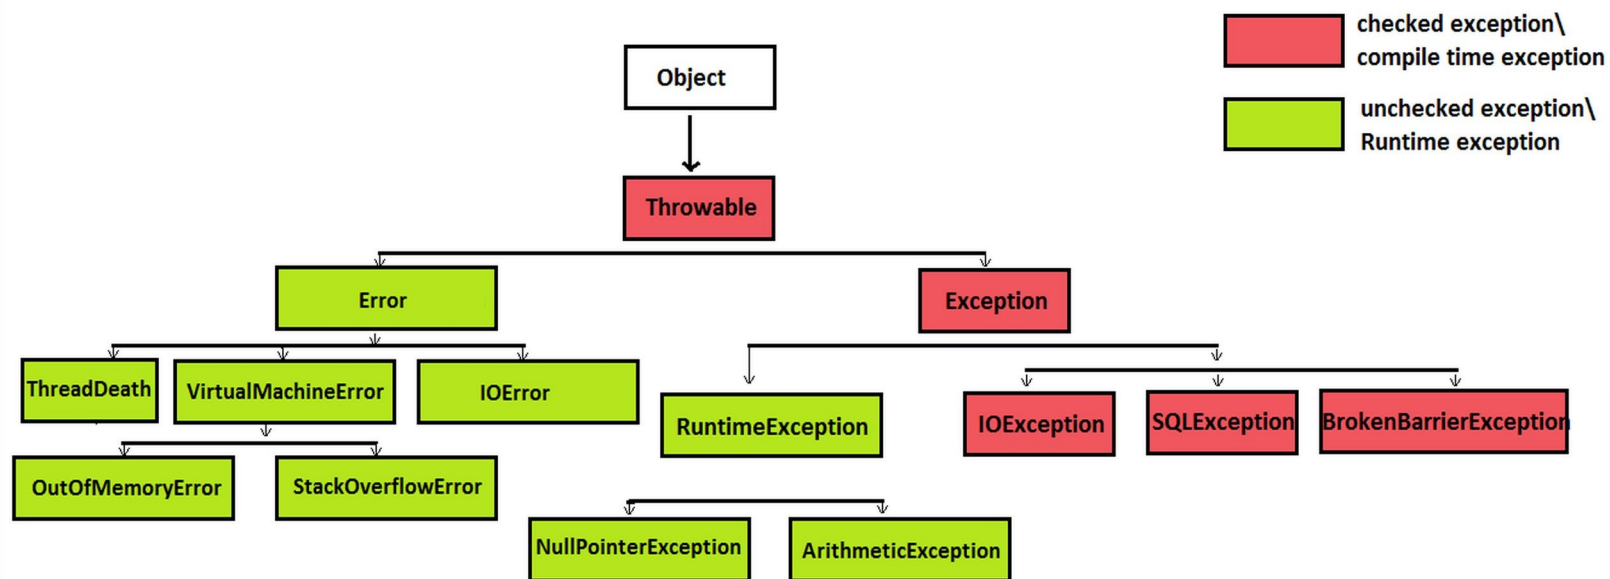 checked exception\
compile time exception
Object
unchecked exception\
Runtime exception
Throwable
Error
Exception
ThreadDeath
VirtualMachineError
IOError
RuntimeException
IOException
SQLException
BrokenBarrierException
OutOfMemoryError
StackOverflowError
NullPointerException
ArithmeticException